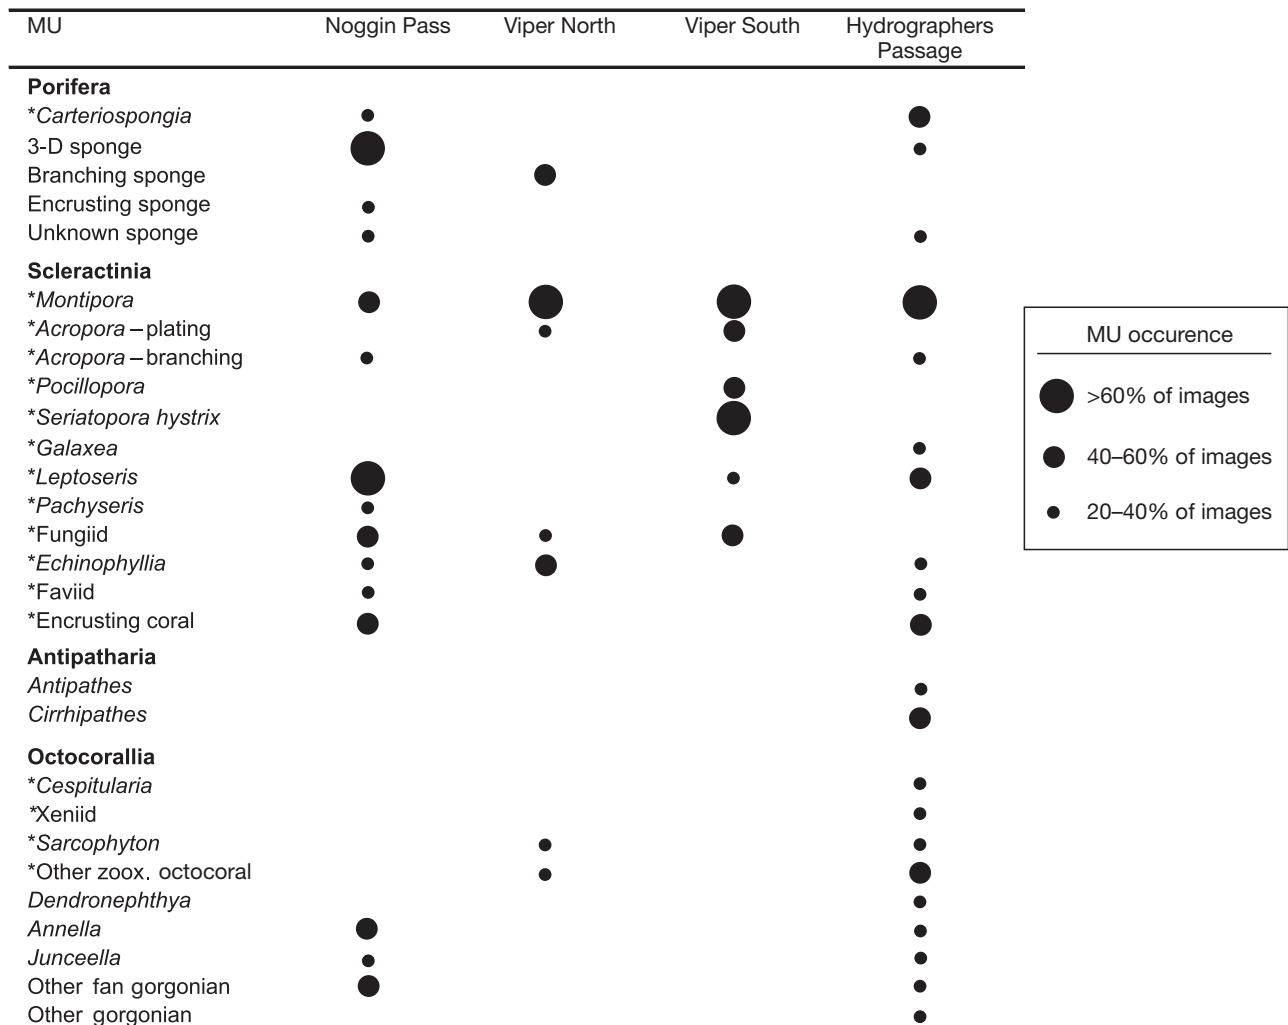 MU Noggin Pass Viper North Viper South Hydrographers
Passage
Porifera
*Carteriospongia
3-D sponge
Branching sponge
Encrusting sponge
Unknown sponge
Scleractinia
*Montipora
*Acropora – plating
*Acropora – branching
*Pocillopora
*Seriatopora hystrix
*Galaxea
*Leptoseris
*Pachyseris
*Fungiid
*Echinophyllia
*Faviid
*Encrusting coral
Antipatharia
Antipathes
Cirrhipathes
Octocorallia
*Cespitularia
*Xeniid
*Sarcophyton
*Other zoox. octocoral
Dendronephthya
Annella
Junceella
Other fan gorgonian
Other gorgonian
MU occurence
>60% of images
40–60% of images
20–40% of images